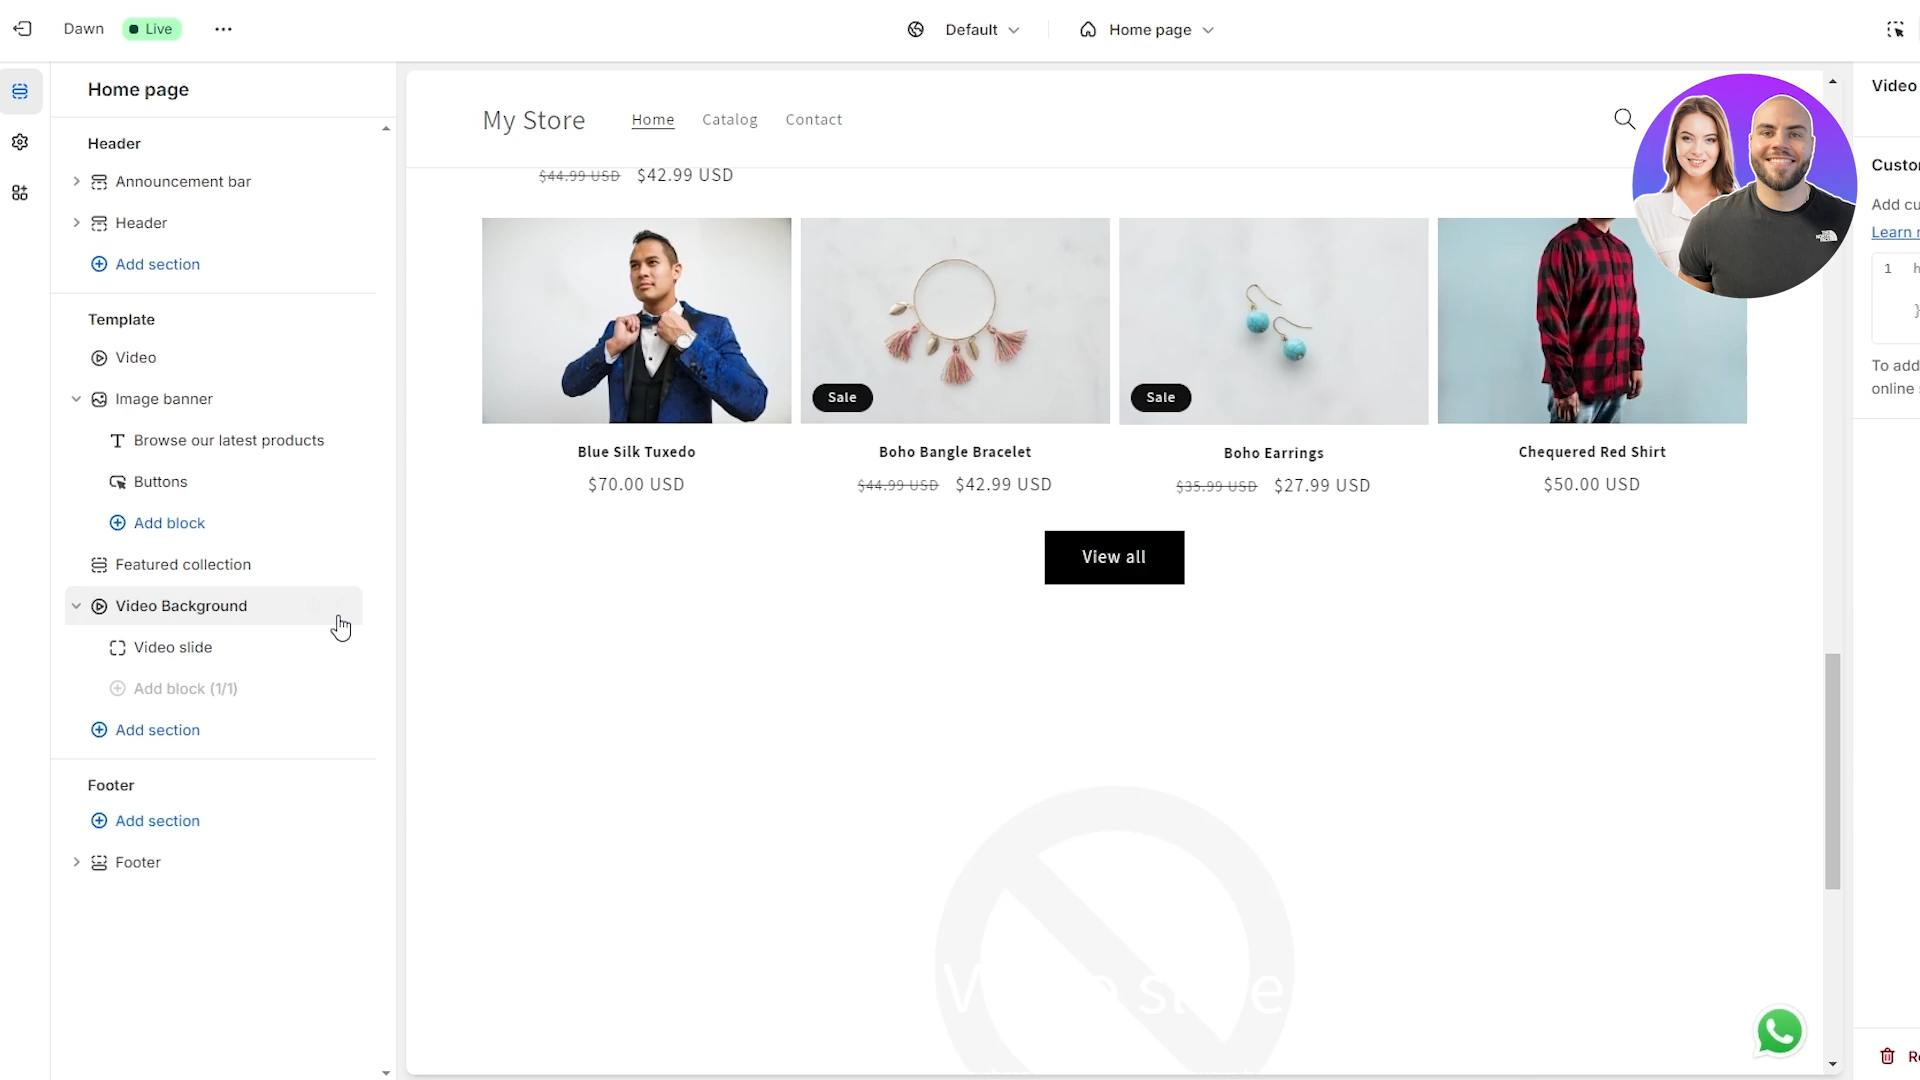 Dawn
Live
Default
Home page
Home page
Header
Announcement bar
Header
Add section
Template
Video
Image banner
Browse our latest products
Buttons
Add block
Featured collection
Video Background
Video slide
Add block (1/1)
Add section
Footer
Add section
Footer
My Store
Home
Catalog
Contact
$44.99 USD $42.99 USD
Sale
Sale
Blue Silk Tuxedo
Boho Bangle Bracelet
Boho Earrings
Chequered Red Shirt
$70.00 USD
$44.99 USD $42.99 USD
$35.99 USD $27.99 USD
$50.00 USD
View all
THE NORTH FACE
Video
Add
Learn
1
}
To add
online